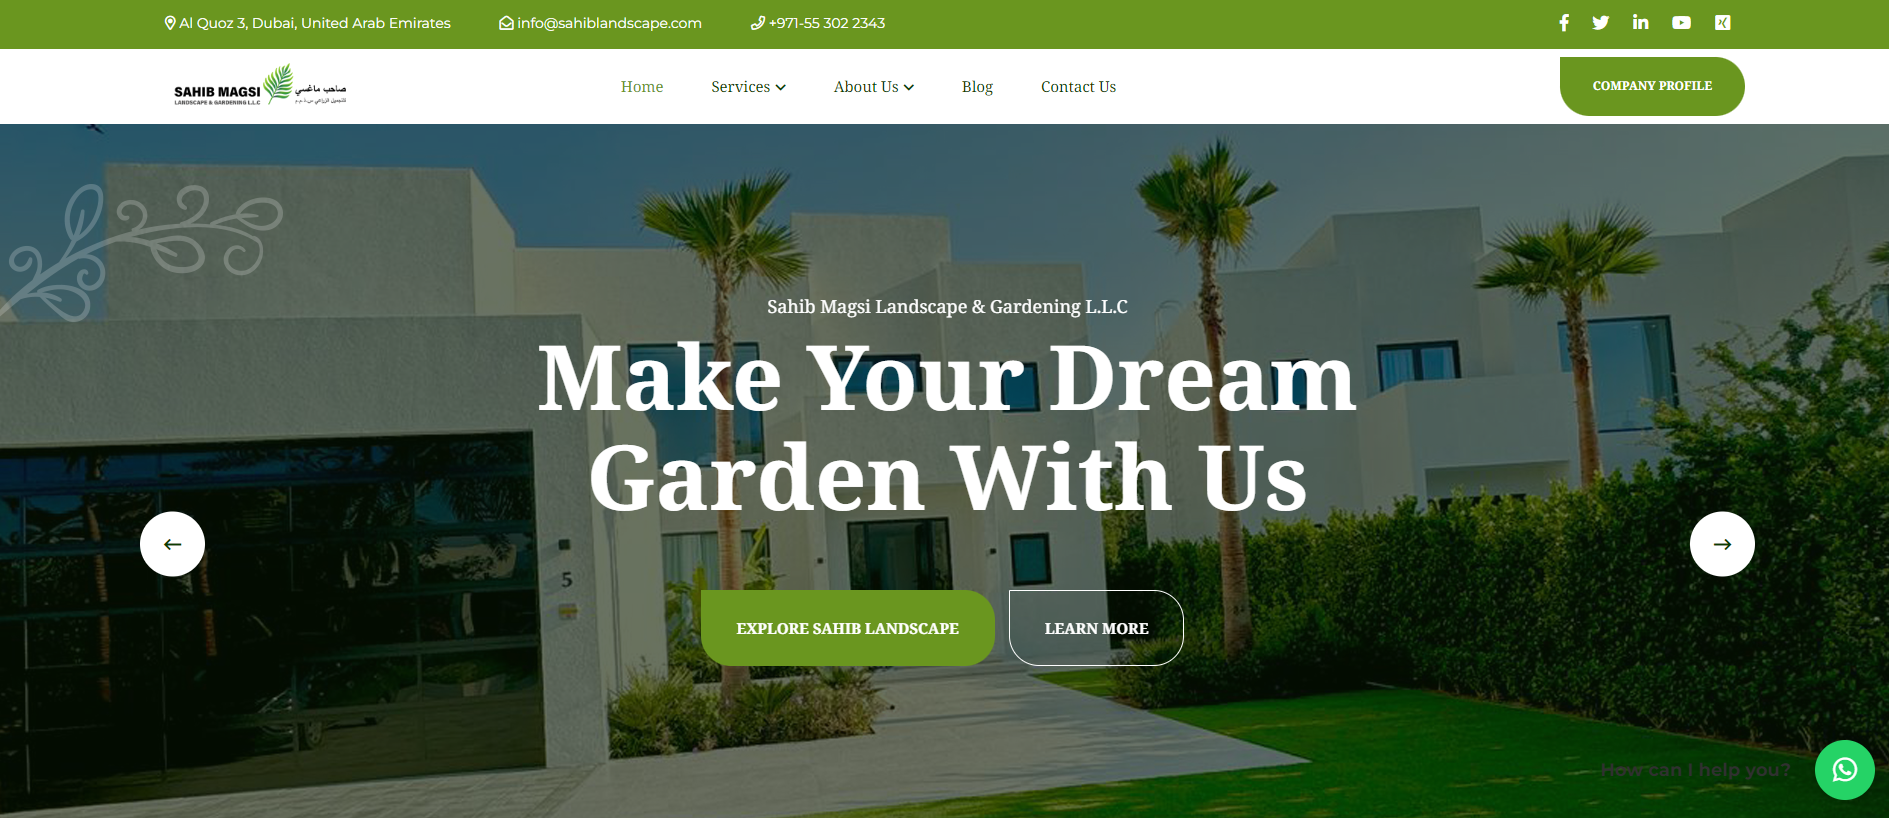 Al Quoz 3, Dubai, United Arab Emirates
info@sahiblandscape.com
+971-55 302 2343
SAHIB MAGSI
LANDSCAPE & GARDENING L.L.C
صاحب ماغسي
للتجميل الزراعي س.ذ.م.م
Home
Services
About Us
Blog
Contact Us
COMPANY PROFILE
Sahib Magsi Landscape & Gardening L.L.C
Make Your Dream
Garden With Us
5
EXPLORE SAHIB LANDSCAPE
LEARN MORE
How can I help you?